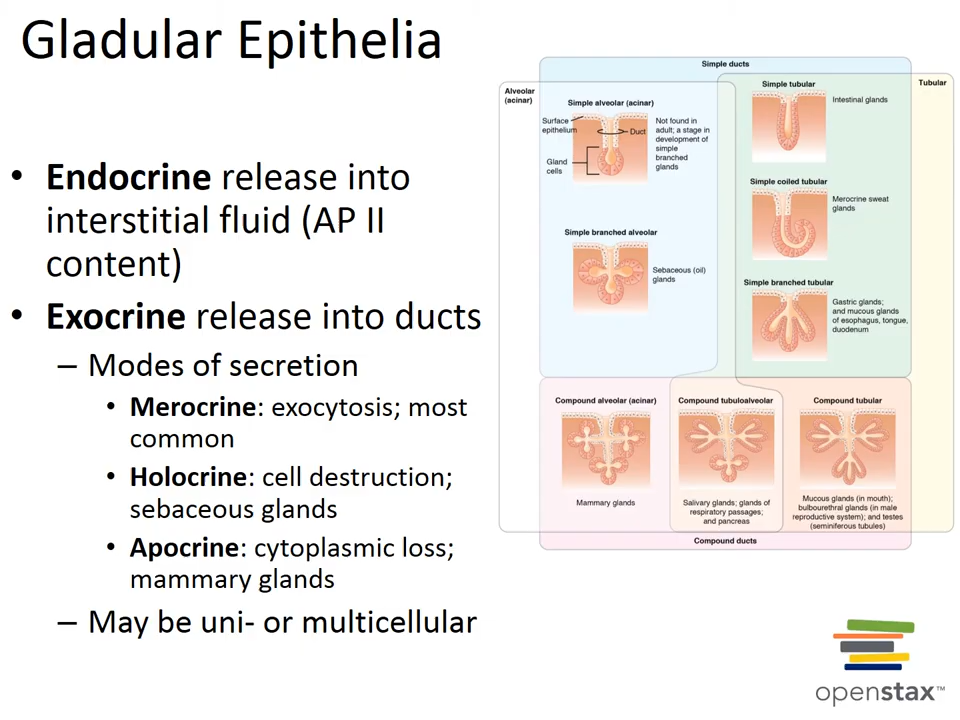 Gladular Epithelia
• Endocrine release into
interstitial fluid (AP II
content)
• Exocrine release into ducts
– Modes of secretion
• Merocrine: exocytosis; most
common
• Holocrine: cell destruction;
sebaceous glands
• Apocrine: cytoplasmic loss;
mammary glands
– May be uni- or multicellular
Simple ducts
Alveolar
(acinar)
Tubular
Simple alveolar (acinar)
Surface
epithelium
Duct
Gland
cells
Not found in
adult; a stage in
development of
simple
branched
glands
Simple tubular
Intestinal glands
Simple coiled tubular
Merocrine sweat
glands
Simple branched alveolar
Sebaceous (oil)
glands
Simple branched tubular
Gastric glands;
and mucous glands
of esophagus, tongue,
duodenum
Compound alveolar (acinar)
Mammary glands
Compound tubuloalveolar
Salivary glands; glands of
respiratory passages;
and pancreas
Compound tubular
Mucous glands (in mouth);
bulbourethral glands (in male
reproductive system); and testes
(seminiferous tubules)
Compound ducts
openstax™